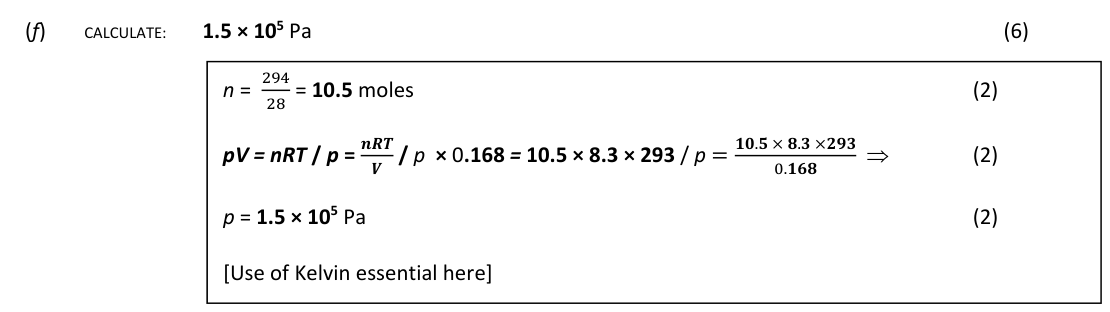 (f) CALCULATE: 1.5 × 10⁵ Pa (6)
n = 294/28 = 10.5 moles (2)
pV = nRT / p = nRT/V / p × 0.168 = 10.5 × 8.3 × 293 / p = 10.5 × 8.3 ×293/0.168 ⇒ (2)
p = 1.5 × 10⁵ Pa (2)
[Use of Kelvin essential here]